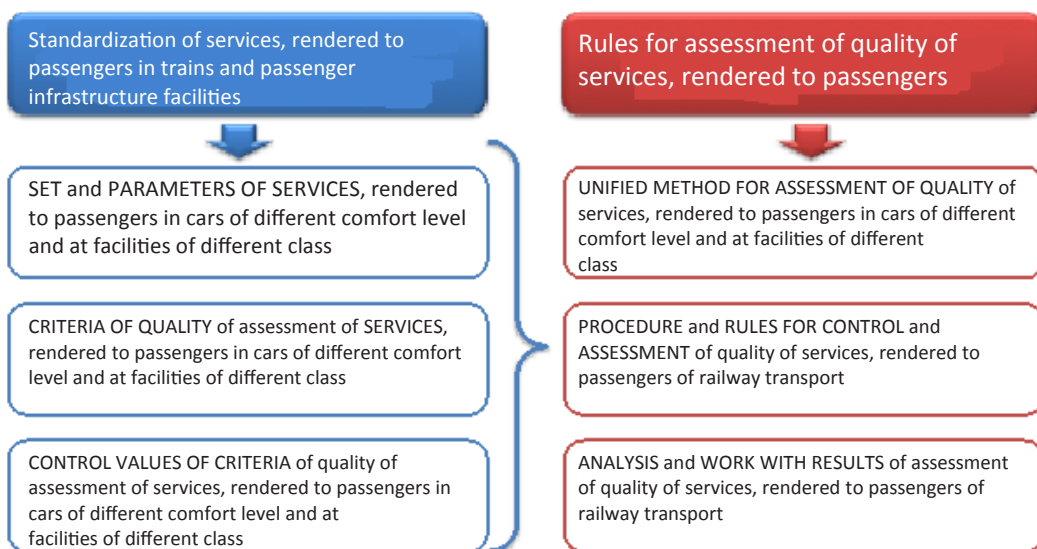 Standardization of services, rendered to
passengers in trains and passenger
infrastructure facilities
SET and PARAMETERS OF SERVICES, rendered
to passengers in cars of different comfort level
and at facilities of different class
CRITERIA OF QUALITY of assessment of SERVICES,
rendered to passengers in cars of different comfort
level and at facilities of different class
CONTROL VALUES OF CRITERIA of quality of
assessment of services, rendered to passengers in
cars of different comfort level and at
facilities of different class
Rules for assessment of quality of
services, rendered to passengers
UNIFIED METHOD FOR ASSESSMENT OF QUALITY of
services, rendered to passengers in cars of different
comfort level and at facilities of different
class
PROCEDURE and RULES FOR CONTROL and
ASSESSMENT of quality of services, rendered to
passengers of railway transport
ANALYSIS and WORK WITH RESULTS of assessment
of quality of services, rendered to passengers of
railway transport